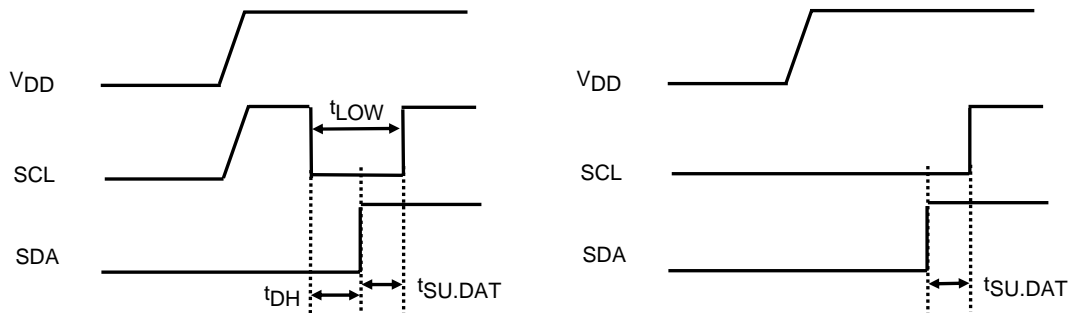 VDD
tLOW
SCL
SDA
tDH
tSU.DAT
VDD
SCL
SDA
tSU.DAT